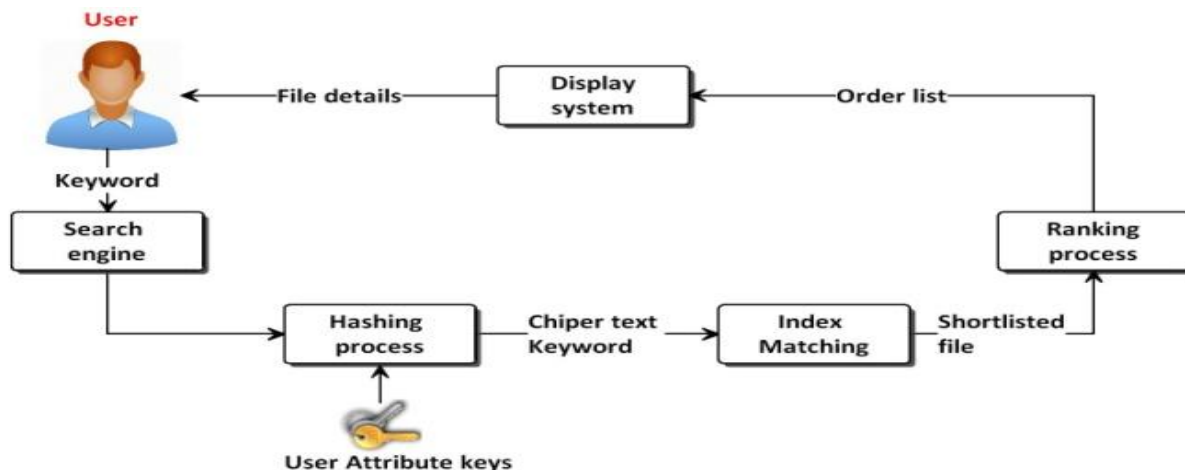 User
Display
system
File details
Order list
Keyword
Search
engine
Ranking
process
Hashing
process
Chiper text
Keyword
Index
Matching
Shortlisted
file
User Attribute keys